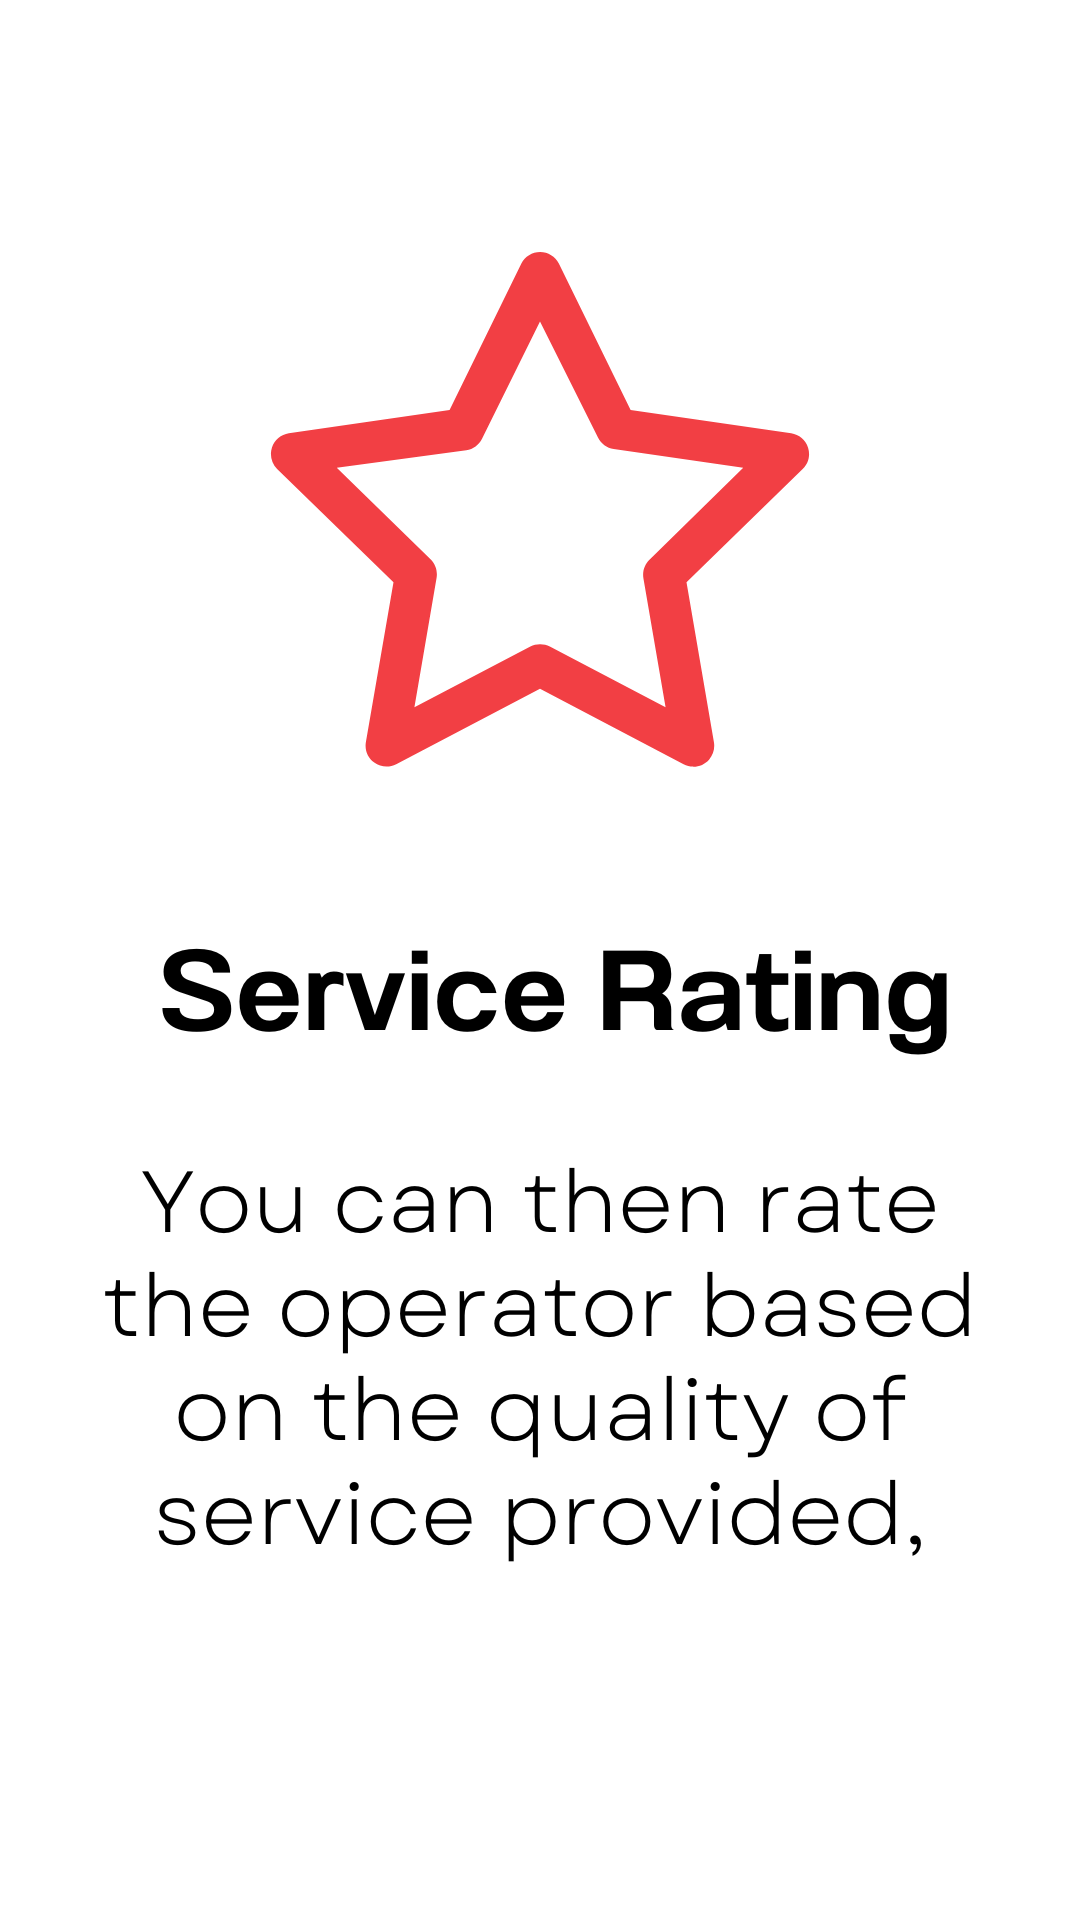 Service Rating
You can then rate
the operator based
on the quality of
service provided,